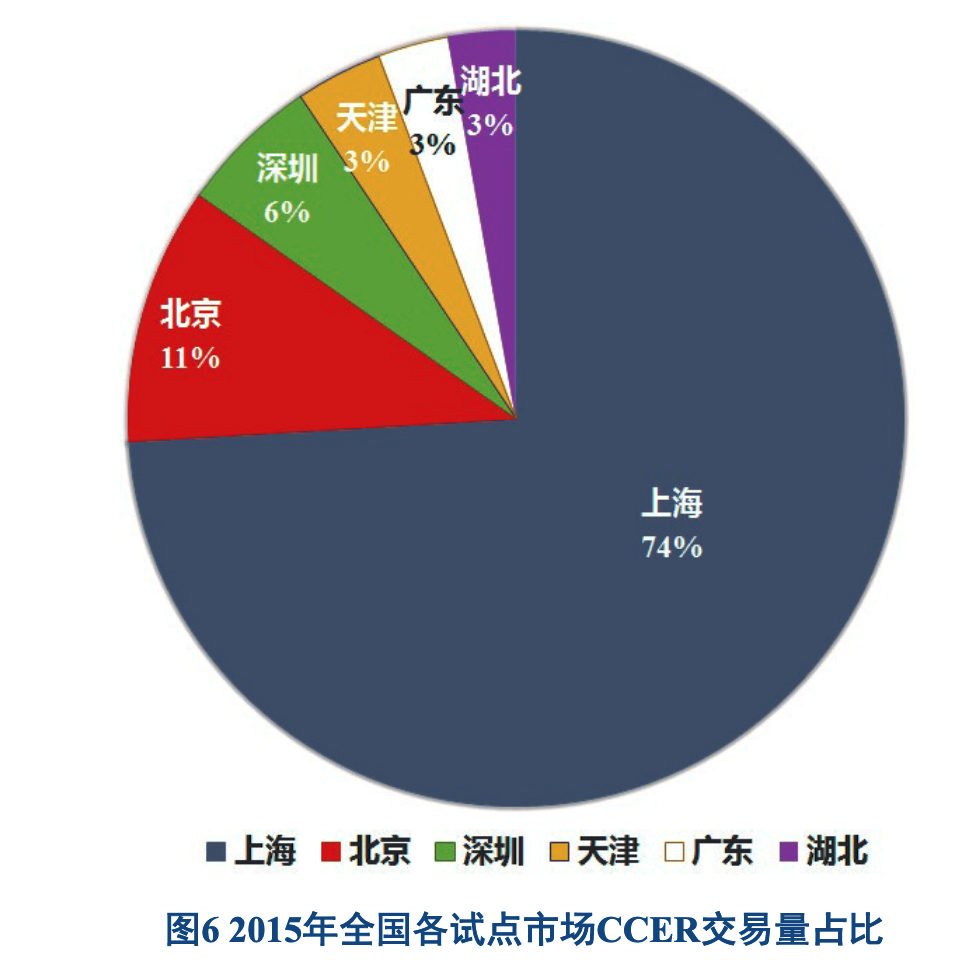 湖北
3%
广东
3%
天津
3%
深圳
6%
北京
11%
上海
74%
上海 北京 深圳 天津 广东 湖北
图6 2015年全国各试点市场CCER交易量占比